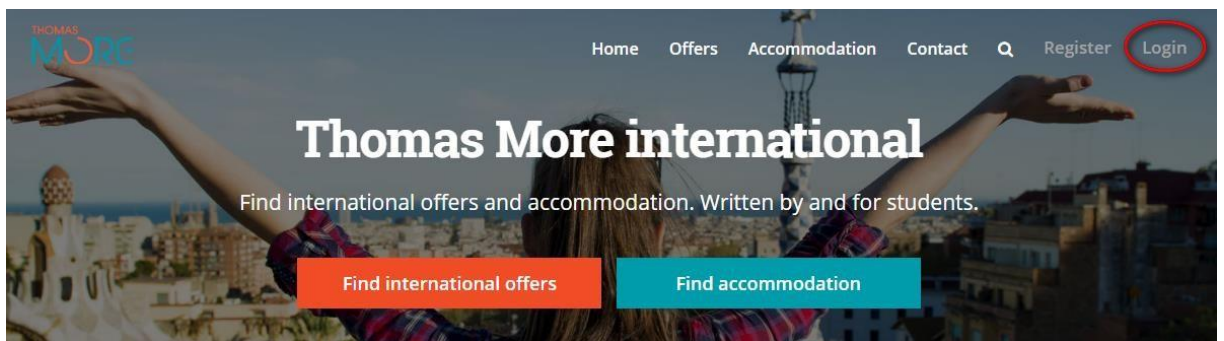 THOMAS
MORE
Home Offers Accommodation Contact Register Login
Thomas More international
Find international offers and accommodation. Written by and for students.
Find international offers Find accommodation